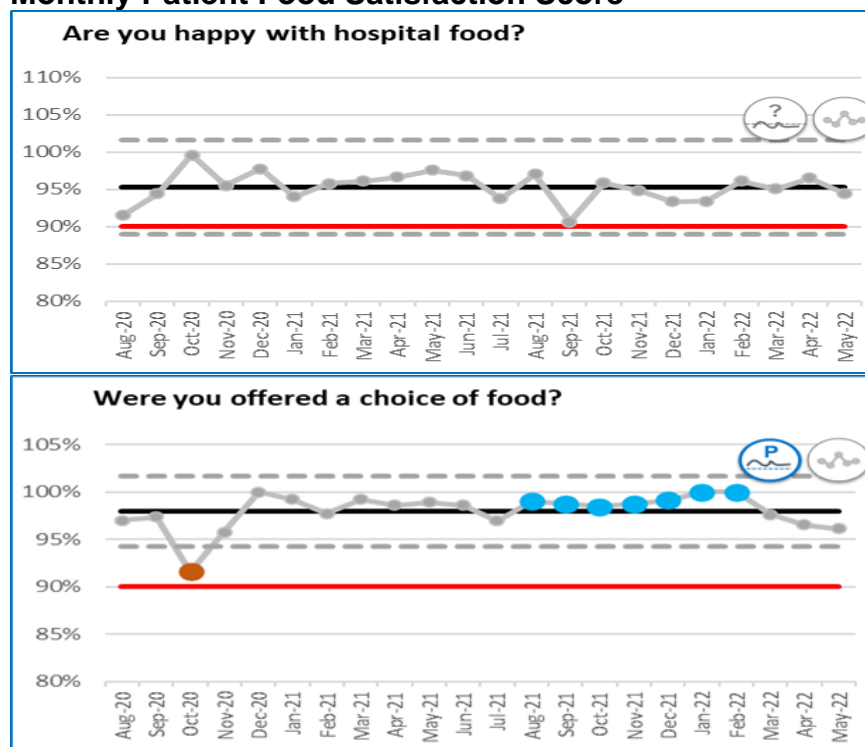 Monthly Patient Food Satisfaction Score
Are you happy with hospital food?
110%
105%
100%
95%
90%
85%
80%
?
Aug-20
Sep-20
Oct-20
Nov-20
Dec-20
Jan-21
Feb-21
Mar-21
Apr-21
May-21
Jun-21
Jul-21
Aug-21
Sep-21
Oct-21
Nov-21
Dec-21
Jan-22
Feb-22
Mar-22
Apr-22
May-22
Were you offered a choice of food?
105%
100%
95%
90%
85%
80%
P
Aug-20
Sep-20
Oct-20
Nov-20
Dec-20
Jan-21
Feb-21
Mar-21
Apr-21
May-21
Jun-21
Jul-21
Aug-21
Sep-21
Oct-21
Nov-21
Dec-21
Jan-22
Feb-22
Mar-22
Apr-22
May-22